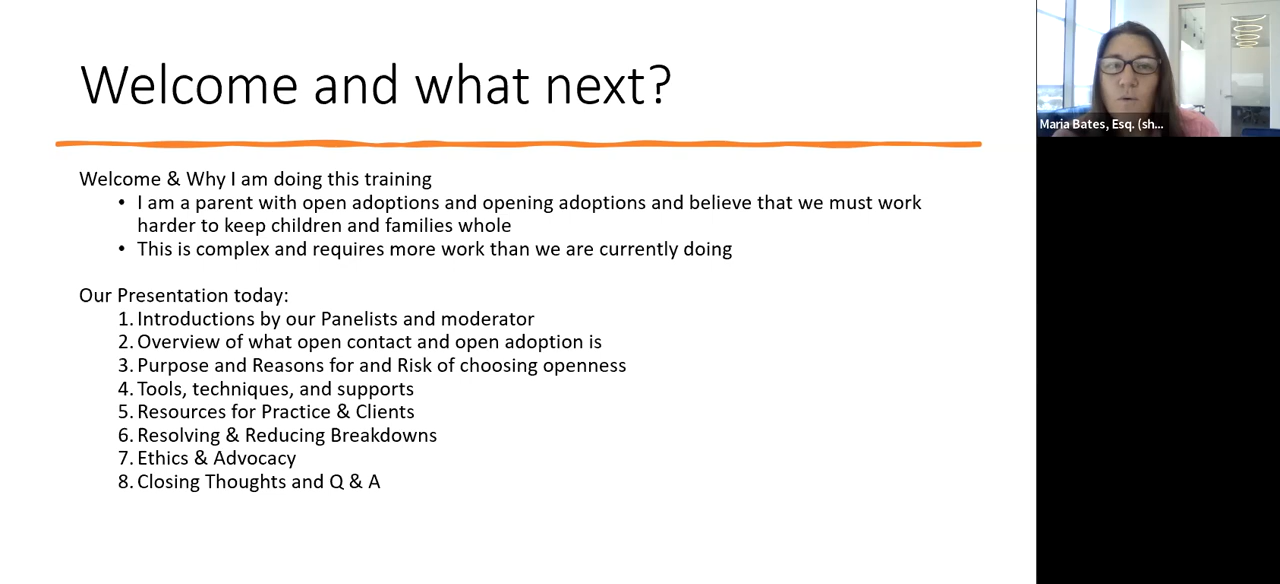 Welcome and what next?
Welcome & Why I am doing this training
• I am a parent with open adoptions and opening adoptions and believe that we must work
harder to keep children and families whole
• This is complex and requires more work than we are currently doing
Our Presentation today:
1. Introductions by our Panelists and moderator
2. Overview of what open contact and open adoption is
3. Purpose and Reasons for and Risk of choosing openness
4. Tools, techniques, and supports
5. Resources for Practice & Clients
6. Resolving & Reducing Breakdowns
7. Ethics & Advocacy
8. Closing Thoughts and Q & A
Maria Bates, Esq. (sh...